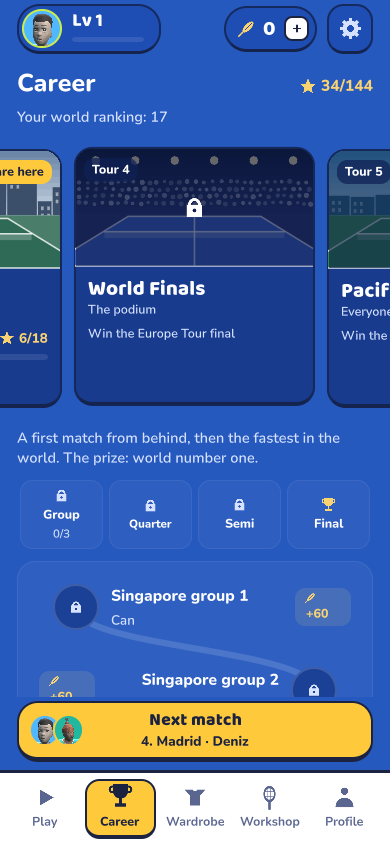 Lv 1
0
+
Career
34/144
Your world ranking: 17
are here
6/18
Tour 4
World Finals
The podium
Win the Europe Tour final
Tour 5
Pacif
Everyone
Win the
A first match from behind, then the fastest in the
world. The prize: world number one.
Group
0/3
Quarter
Semi
Final
Singapore group 1
Can
+60
Singapore group 2
+60
Next match
4. Madrid · Deniz
Play
Career
Wardrobe
Workshop
Profile